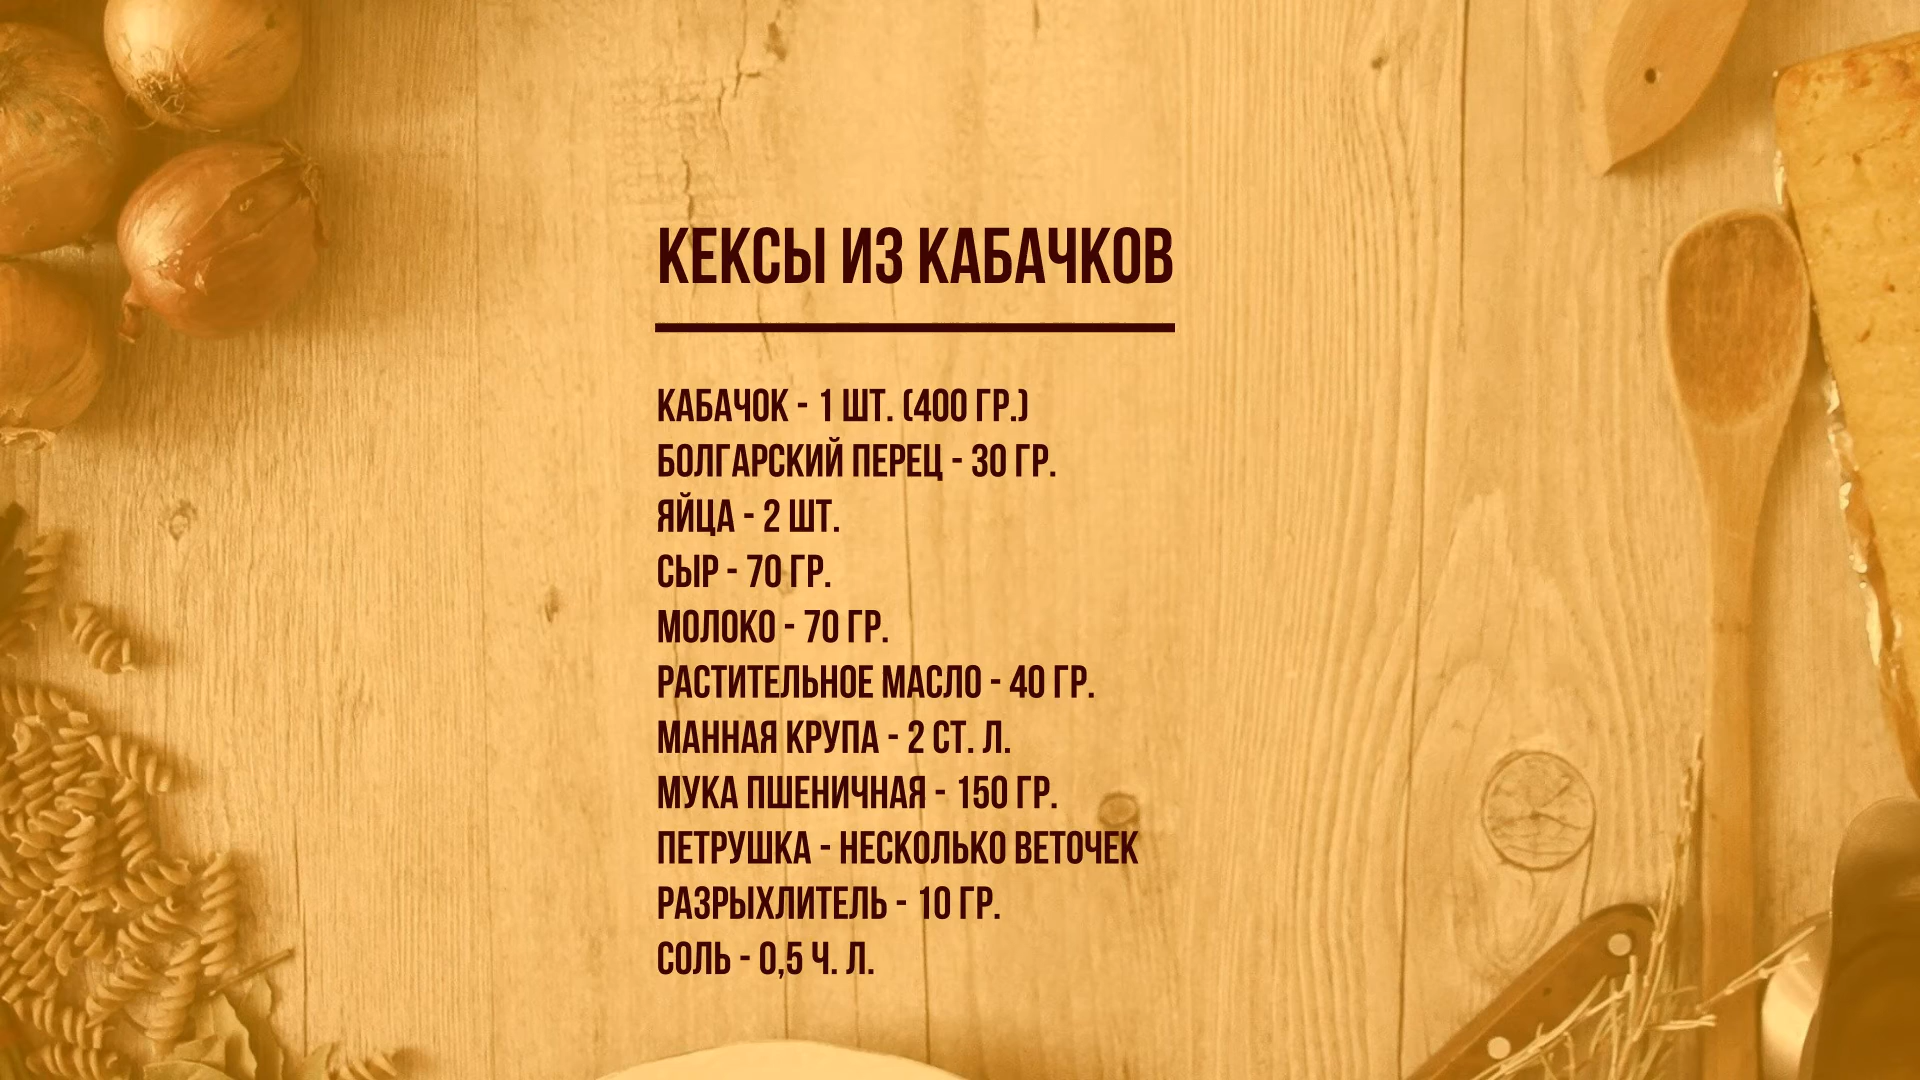 КЕКСЫ ИЗ КАБАЧКОВ
КАБАЧОК - 1 ШТ. (400 ГР.)
БОЛГАРСКИЙ ПЕРЕЦ - 30 ГР.
ЯЙЦА - 2 ШТ.
СЫР - 70 ГР.
МОЛОКО - 70 ГР.
РАСТИТЕЛЬНОЕ МАСЛО - 40 ГР.
МАННАЯ КРУПА - 2 СТ. Л.
МУКА ПШЕНИЧНАЯ - 150 ГР.
ПЕТРУШКА - НЕСКОЛЬКО ВЕТОЧЕК
РАЗРЫХЛИТЕЛЬ - 10 ГР.
СОЛЬ - 0,5 Ч. Л.